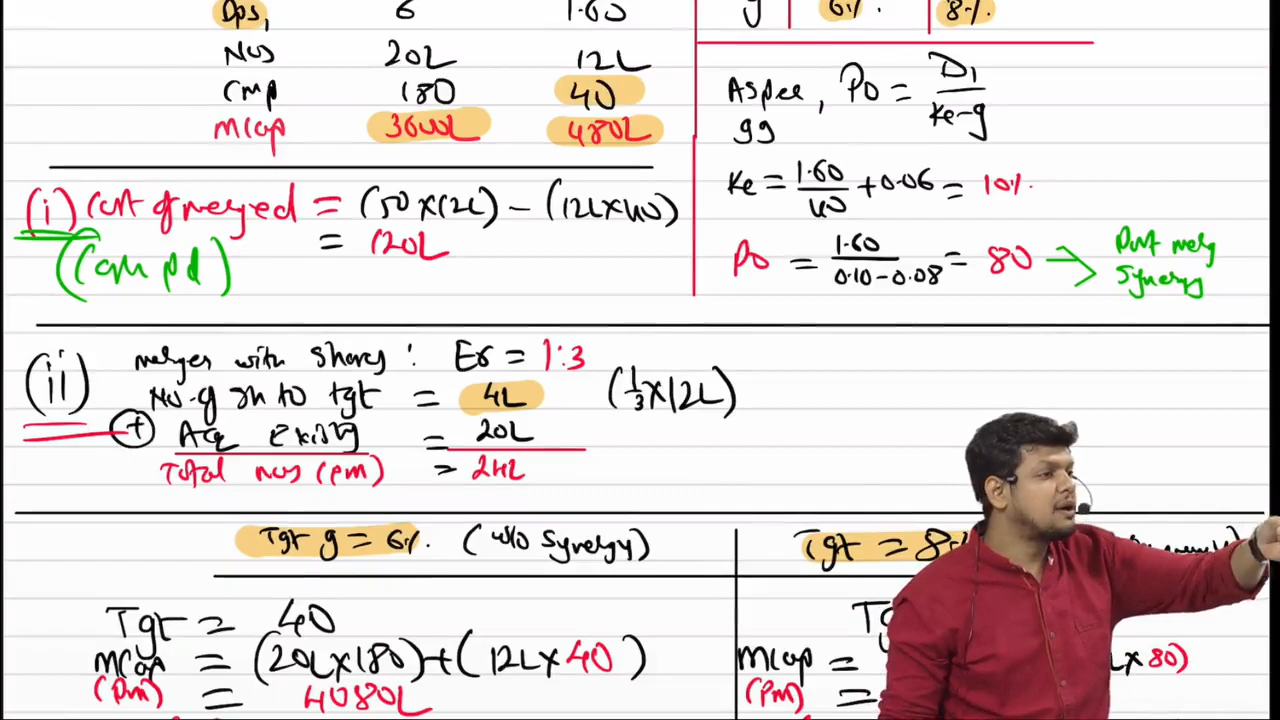 Dps, 6 1.60
Nos 20L 12L
Cmp 180 40
Mcap 3600L 480L
g 6%. 8%.
As per gg, P0 = D1 / Ke-g
Ke = 1.60 / 40 + 0.06 = 10%.
P0 = 1.60 / 0.10 - 0.08 = 80
Synergy
(i) Cost of merged = (50 x 12L) - (12L x 40)
= 120L
(Cash pd)
(ii) merger with shares : Er = 1:3
No. of sh to tgt = 4L (1/3 x 12L)
+ Acq Existing = 20L
Total nos (pm) = 24L
Tgt g = 6%. (w/o Synergy)
Tgt = 8%
Tgt = 40
Mcap (pm) = (20L x 180) + (12L x 40)
= 4080L
Mcap (pm) =
x 80)
=